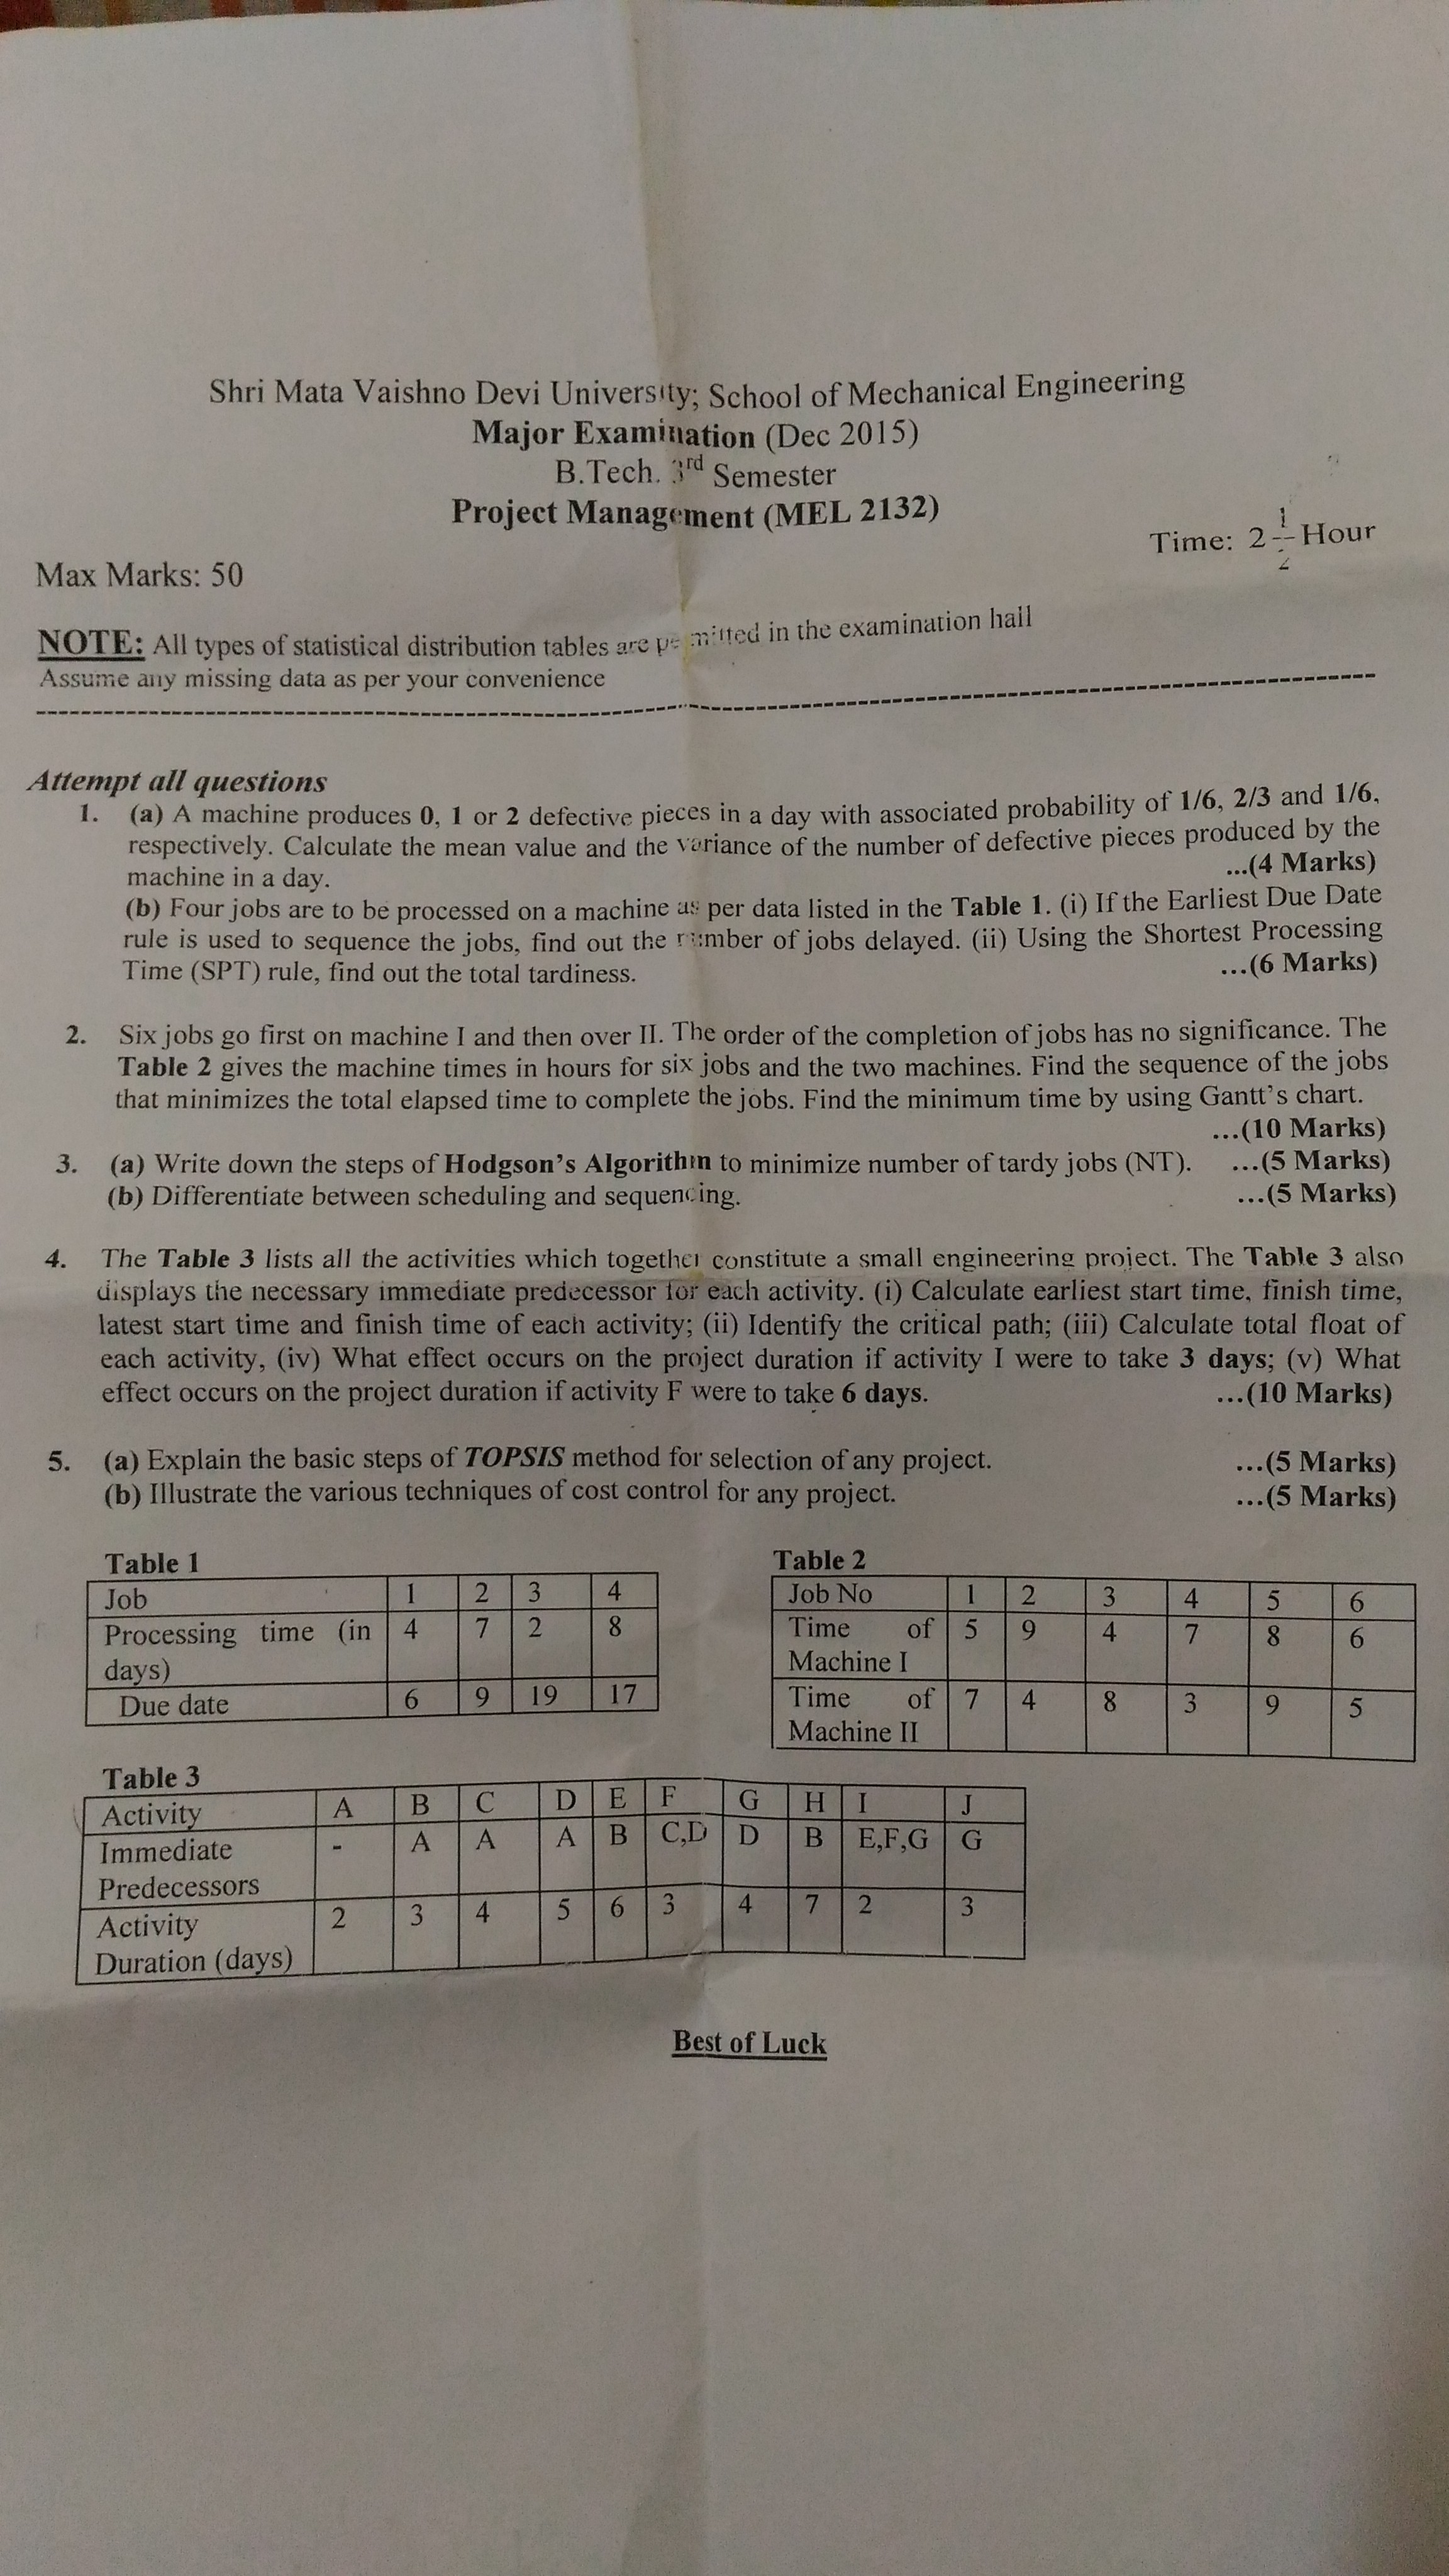 Shri Mata Vaishno Devi University; School of Mechanical Engineering
Major Examination (Dec 2015)
B.Tech. 3rd Semester
Project Management (MEL 2132)
Time: 2 1/2 Hour
Max Marks: 50
NOTE: All types of statistical distribution tables are permitted in the examination hall
Assume any missing data as per your convenience
Attempt all questions
1. (a) A machine produces 0, 1 or 2 defective pieces in a day with associated probability of 1/6, 2/3 and 1/6,
respectively. Calculate the mean value and the variance of the number of defective pieces produced by the
machine in a day. ...(4 Marks)
(b) Four jobs are to be processed on a machine as per data listed in the Table 1. (i) If the Earliest Due Date
rule is used to sequence the jobs, find out the number of jobs delayed. (ii) Using the Shortest Processing
Time (SPT) rule, find out the total tardiness. ...(6 Marks)
2. Six jobs go first on machine I and then over II. The order of the completion of jobs has no significance. The
Table 2 gives the machine times in hours for six jobs and the two machines. Find the sequence of the jobs
that minimizes the total elapsed time to complete the jobs. Find the minimum time by using Gantt's chart.
...(10 Marks)
3. (a) Write down the steps of Hodgson's Algorithm to minimize number of tardy jobs (NT). ...(5 Marks)
(b) Differentiate between scheduling and sequencing. ...(5 Marks)
4. The Table 3 lists all the activities which together constitute a small engineering project. The Table 3 also
displays the necessary immediate predecessor for each activity. (i) Calculate earliest start time, finish time,
latest start time and finish time of each activity; (ii) Identify the critical path; (iii) Calculate total float of
each activity, (iv) What effect occurs on the project duration if activity I were to take 3 days; (v) What
effect occurs on the project duration if activity F were to take 6 days. ...(10 Marks)
5. (a) Explain the basic steps of TOPSIS method for selection of any project. ...(5 Marks)
(b) Illustrate the various techniques of cost control for any project. ...(5 Marks)
Table 1
Job 1 2 3 4
Processing time (in 4 7 2 8
days)
Due date 6 9 19 17
Table 2
Job No 1 2 3 4 5 6
Time of 5 9 4 7 8 6
Machine I
Time of 7 4 8 3 9 5
Machine II
Table 3
Activity A B C D E F G H I J
Immediate - A A A B C,D D B E,F,G G
Predecessors
Activity 2 3 4 5 6 3 4 7 2 3
Duration (days)
Best of Luck